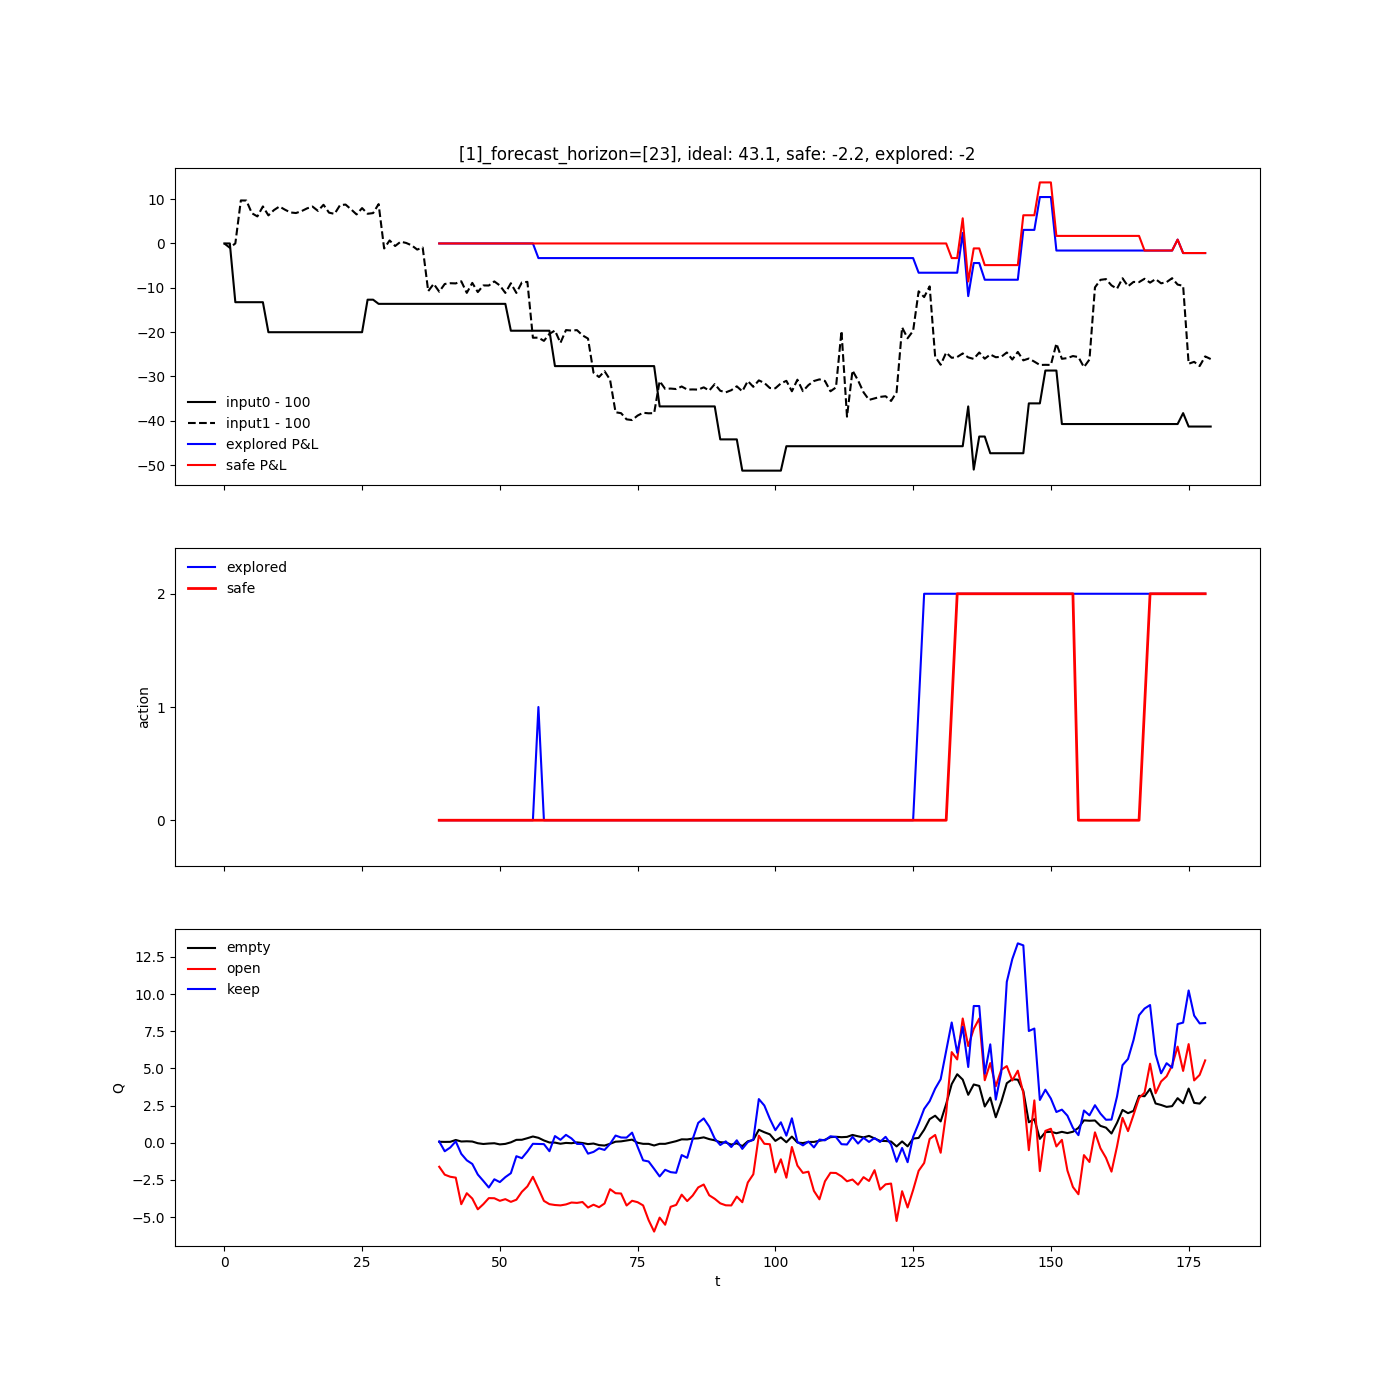 [1]_forecast_horizon=[23], ideal: 43.1, safe: -2.2, explored: -2
10
0
−10
−20
−30
−40
−50
input0 - 100
input1 - 100
explored P&L
safe P&L
2
1
0
action
explored
safe
12.5
10.0
7.5
5.0
2.5
0.0
−2.5
−5.0
Q
empty
open
keep
0 25 50 75 100 125 150 175
t